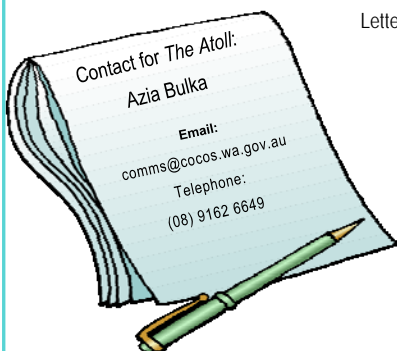 Contact for The Atoll:
Azia Bulka
Email:
comms@cocos.wa.gov.au
Telephone:
(08) 9162 6649
Lette